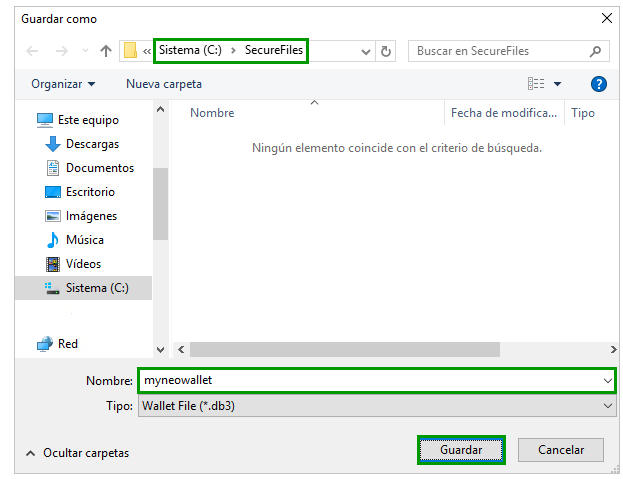 Guardar como
« Sistema (C:) > SecureFiles
Buscar en SecureFiles
Organizar
Nueva carpeta
?
Este equipo
Descargas
Documentos
Escritorio
Imágenes
Música
Vídeos
Sistema (C:)
Red
Nombre
Fecha de modifica...
Tipo
Ningún elemento coincide con el criterio de búsqueda.
Nombre: myneowallet
Tipo: Wallet File (*.db3)
Ocultar carpetas
Guardar
Cancelar